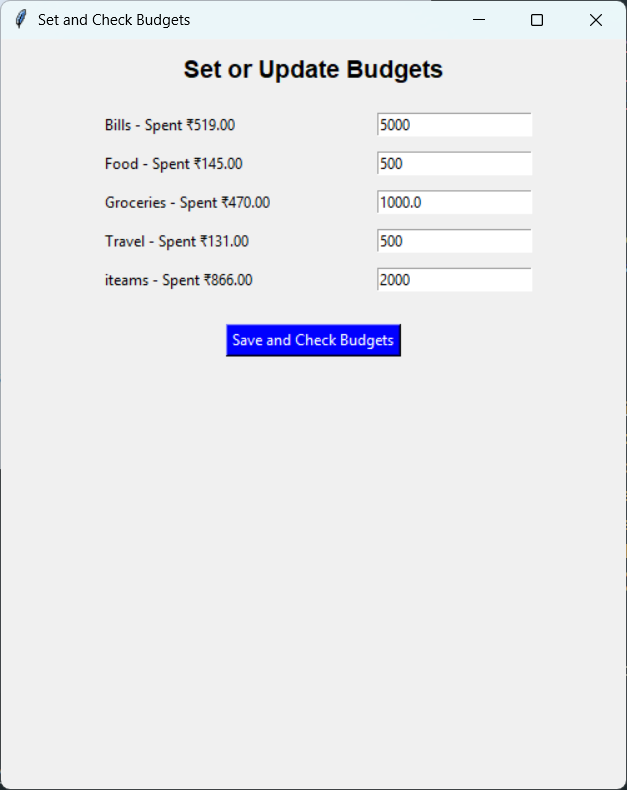 Set and Check Budgets
Set or Update Budgets
Bills - Spent ₹519.00 5000
Food - Spent ₹145.00 500
Groceries - Spent ₹470.00 1000.0
Travel - Spent ₹131.00 500
iteams - Spent ₹866.00 2000
Save and Check Budgets